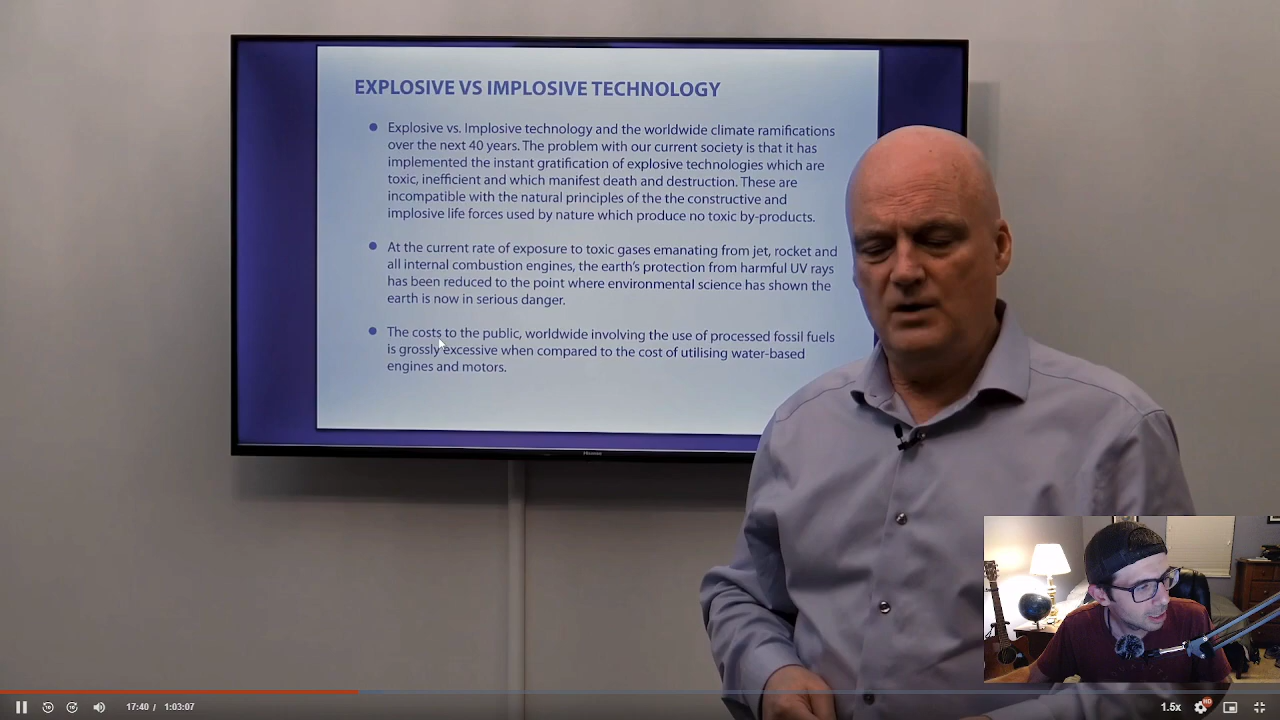 EXPLOSIVE VS IMPLOSIVE TECHNOLOGY
Explosive vs. Implosive technology and the worldwide climate ramifications
over the next 40 years. The problem with our current society is that it has
implemented the instant gratification of explosive technologies which are
toxic, inefficient and which manifest death and destruction. These are
incompatible with the natural principles of the the constructive and
implosive life forces used by nature which produce no toxic by-products.
At the current rate of exposure to toxic gases emanating from jet, rocket and
all internal combustion engines, the earth's protection from harmful UV rays
has been reduced to the point where environmental science has shown the
earth is now in serious danger.
The costs to the public, worldwide involving the use of processed fossil fuels
is grossly excessive when compared to the cost of utilising water-based
engines and motors.
Hisense
17:40 / 1:03:07
1.5x
HD